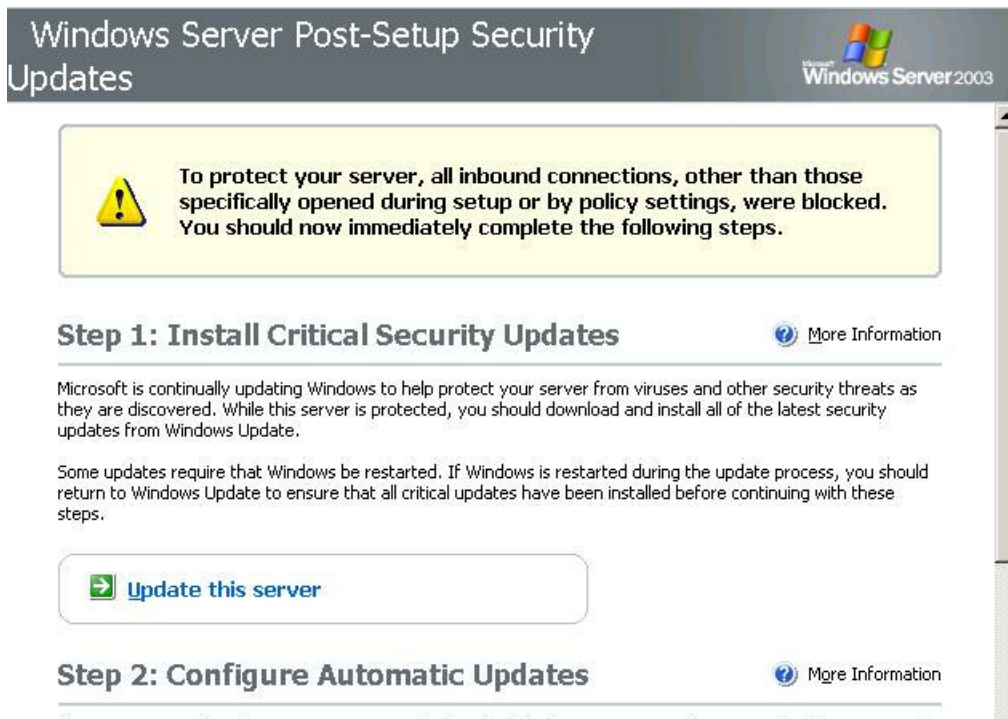 Windows Server Post-Setup Security
Updates
Microsoft
Windows Server 2003
To protect your server, all inbound connections, other than those
specifically opened during setup or by policy settings, were blocked.
You should now immediately complete the following steps.
Step 1: Install Critical Security Updates
More Information
Microsoft is continually updating Windows to help protect your server from viruses and other security threats as
they are discovered. While this server is protected, you should download and install all of the latest security
updates from Windows Update.
Some updates require that Windows be restarted. If Windows is restarted during the update process, you should
return to Windows Update to ensure that all critical updates have been installed before continuing with these
steps.
Update this server
Step 2: Configure Automatic Updates
More Information